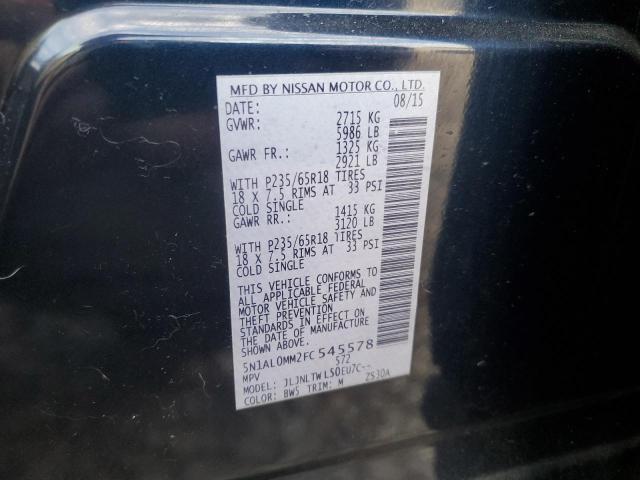 MFD BY NISSAN MOTOR CO., LTD.
DATE: 08/15
GVWR: 2715 KG
5986 LB
GAWR FR.: 1325 KG
2921 LB
WITH P235/65R18 TIRES
18 X 7.5 RIMS AT 33 PSI
COLD SINGLE
GAWR RR.: 1415 KG
3120 LB
WITH P235/65R18 TIRES
18 X 7.5 RIMS AT 33 PSI
COLD SINGLE
THIS VEHICLE CONFORMS TO
ALL APPLICABLE FEDERAL
MOTOR VEHICLE SAFETY AND
THEFT PREVENTION
STANDARDS IN EFFECT ON
THE DATE OF MANUFACTURE
SHOWN ABOVE.
5N1AL0MM2FC545578
MPV 572
MODEL: JLJNLTWL50EU7C-- ZS30A
COLOR: BW5 TRIM: M